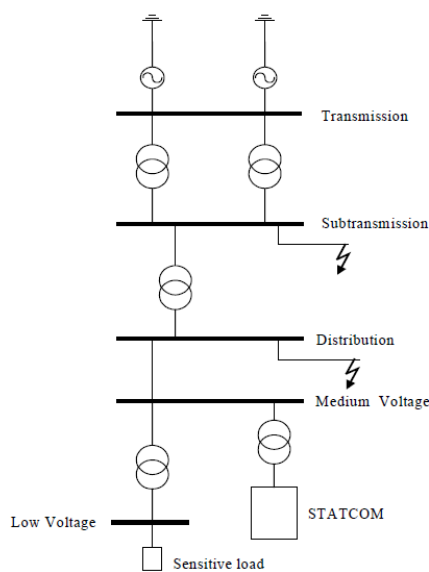 Transmission
Subtransmission
Distribution
Medium Voltage
STATCOM
Low Voltage
Sensitive load